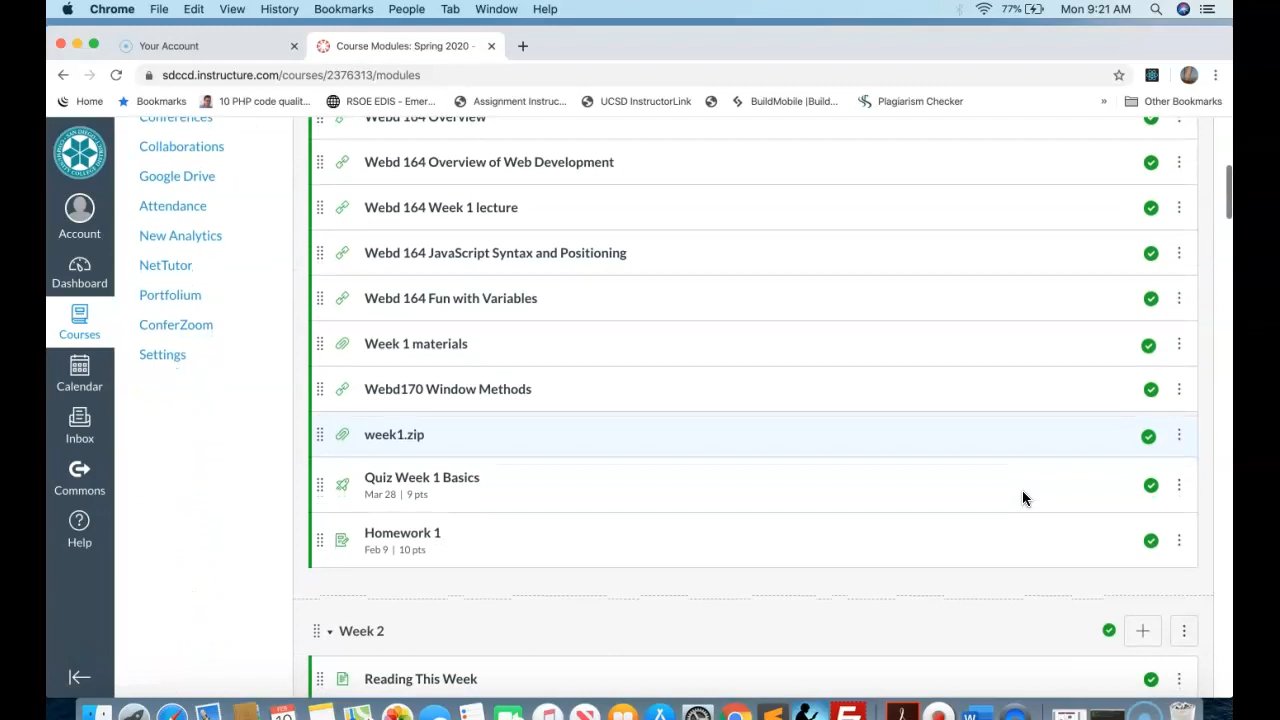 Chrome File Edit View History Bookmarks People Tab Window Help 77% Mon 9:21 AM
Your Account
Course Modules: Spring 2020 -
sdccd.instructure.com/courses/2376313/modules
Home Bookmarks 10 PHP code qualit... RSOE EDIS - Emer... Assignment Instruc... UCSD InstructorLink BuildMobile |Build... Plagiarism Checker » Other Bookmarks
Account
Dashboard
Courses
Calendar
Inbox
Commons
Help
Conferences
Collaborations
Google Drive
Attendance
New Analytics
NetTutor
Portfolium
ConferZoom
Settings
Webd 164 Overview
Webd 164 Overview of Web Development
Webd 164 Week 1 lecture
Webd 164 JavaScript Syntax and Positioning
Webd 164 Fun with Variables
Week 1 materials
Webd170 Window Methods
week1.zip
Quiz Week 1 Basics
Mar 28 | 9 pts
Homework 1
Feb 9 | 10 pts
Week 2
Reading This Week